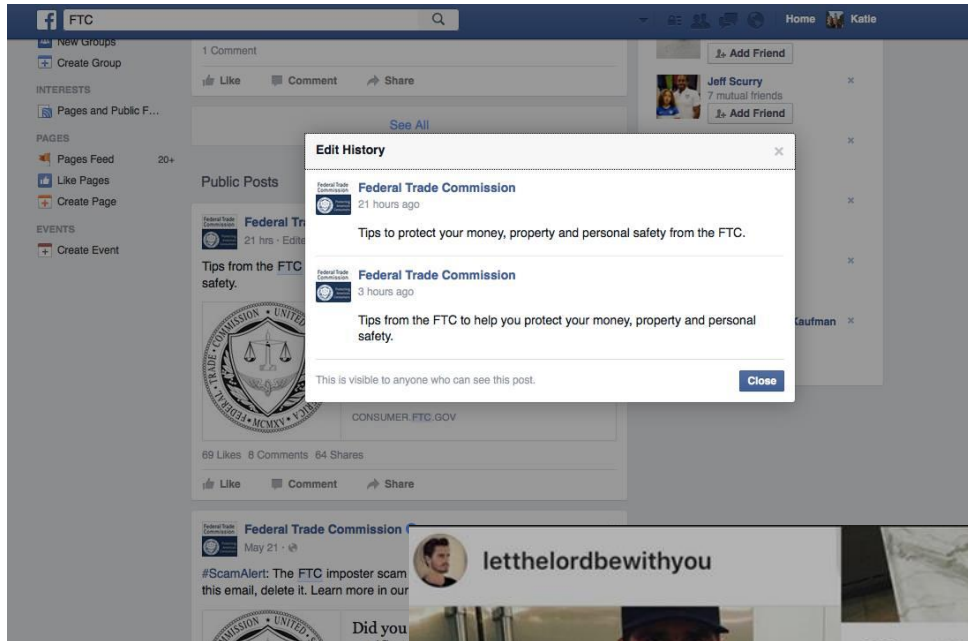 FTC
Home
Katie
New Groups
Create Group
INTERESTS
Pages and Public F...
PAGES
Pages Feed 20+
Like Pages
Create Page
EVENTS
Create Event
1 Comment
Like Comment Share
See All
Public Posts
Federal Tr
21 hrs · Edite
Tips from the FTC
safety.
CONSUMER.FTC.GOV
69 Likes 8 Comments 64 Shares
Like Comment Share
Federal Trade Commission
May 21 ·
#ScamAlert: The FTC imposter scam
this email, delete it. Learn more in our
Did you
Edit History
Federal Trade Commission
21 hours ago
Tips to protect your money, property and personal safety from the FTC.
Federal Trade Commission
3 hours ago
Tips from the FTC to help you protect your money, property and personal
safety.
This is visible to anyone who can see this post.
Close
Add Friend
Jeff Scurry
7 mutual friends
Add Friend
Kaufman
letthelordbewithyou